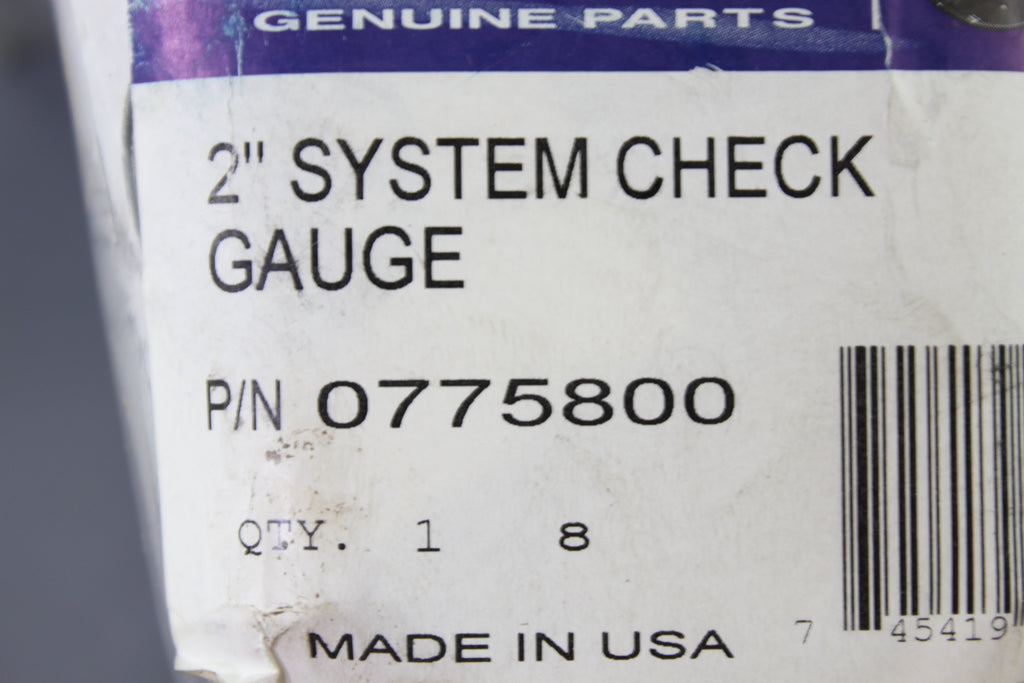 GENUINE PARTS
2" SYSTEM CHECK
GAUGE
P/N 0775800
QTY. 1 8
MADE IN USA
7 45419